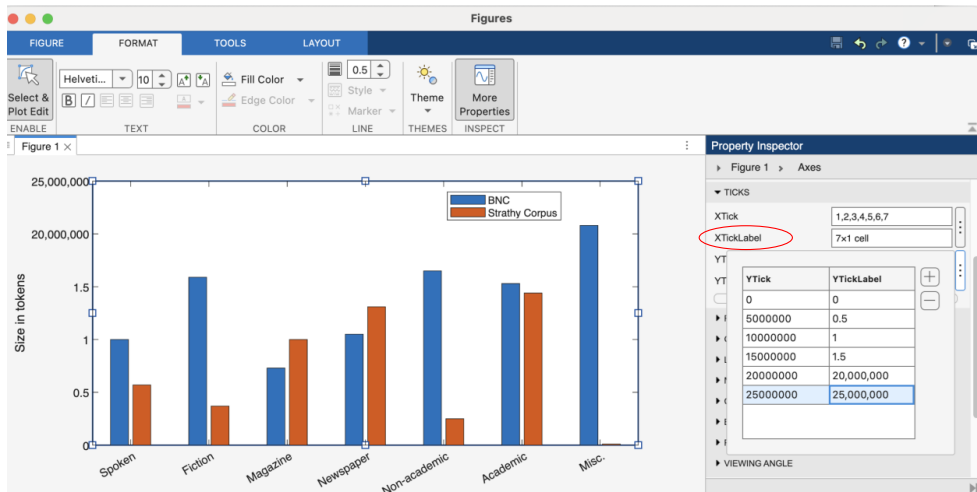 Figures
FIGURE FORMAT TOOLS LAYOUT
Select & Plot Edit
Helveti... 10
B I
Fill Color
Edge Color
0.5
Style
Marker
Theme
More Properties
ENABLE TEXT COLOR LINE THEMES INSPECT
Figure 1
25,000,000
20,000,000
1.5
1
0.5
0
Size in tokens
BNC
Strathy Corpus
Spoken Fiction Magazine Newspaper Non-academic Academic Misc.
Property Inspector
Figure 1 Axes
TICKS
XTick 1,2,3,4,5,6,7
XTickLabel 7×1 cell
YTick YTickLabel
0 0
5000000 0.5
10000000 1
15000000 1.5
20000000 20,000,000
25000000 25,000,000
VIEWING ANGLE